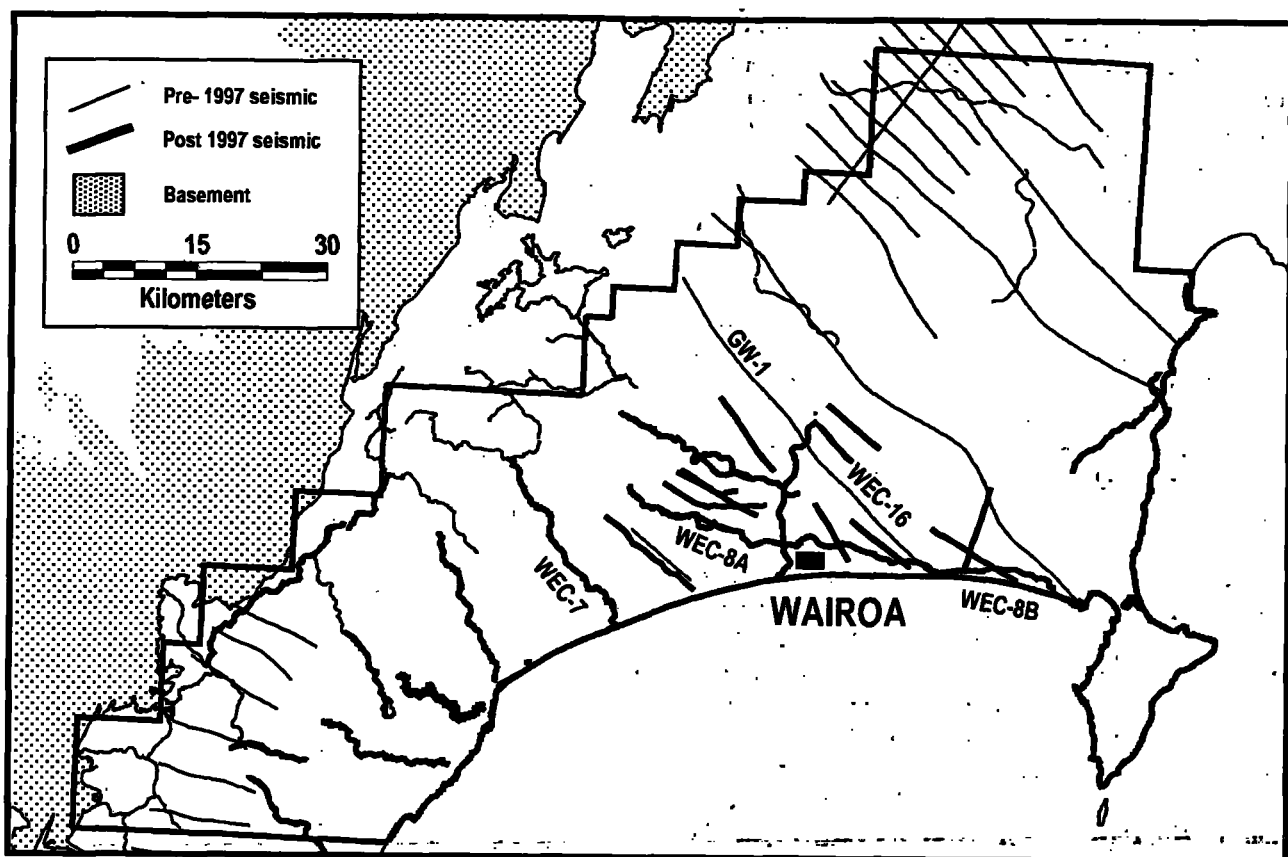 Pre- 1997 seismic
Post 1997 seismic
Basement
0 15 30
Kilometers
GW-1
WEC-16
WEC-7
WEC-8A
WAIROA
WEC-8B